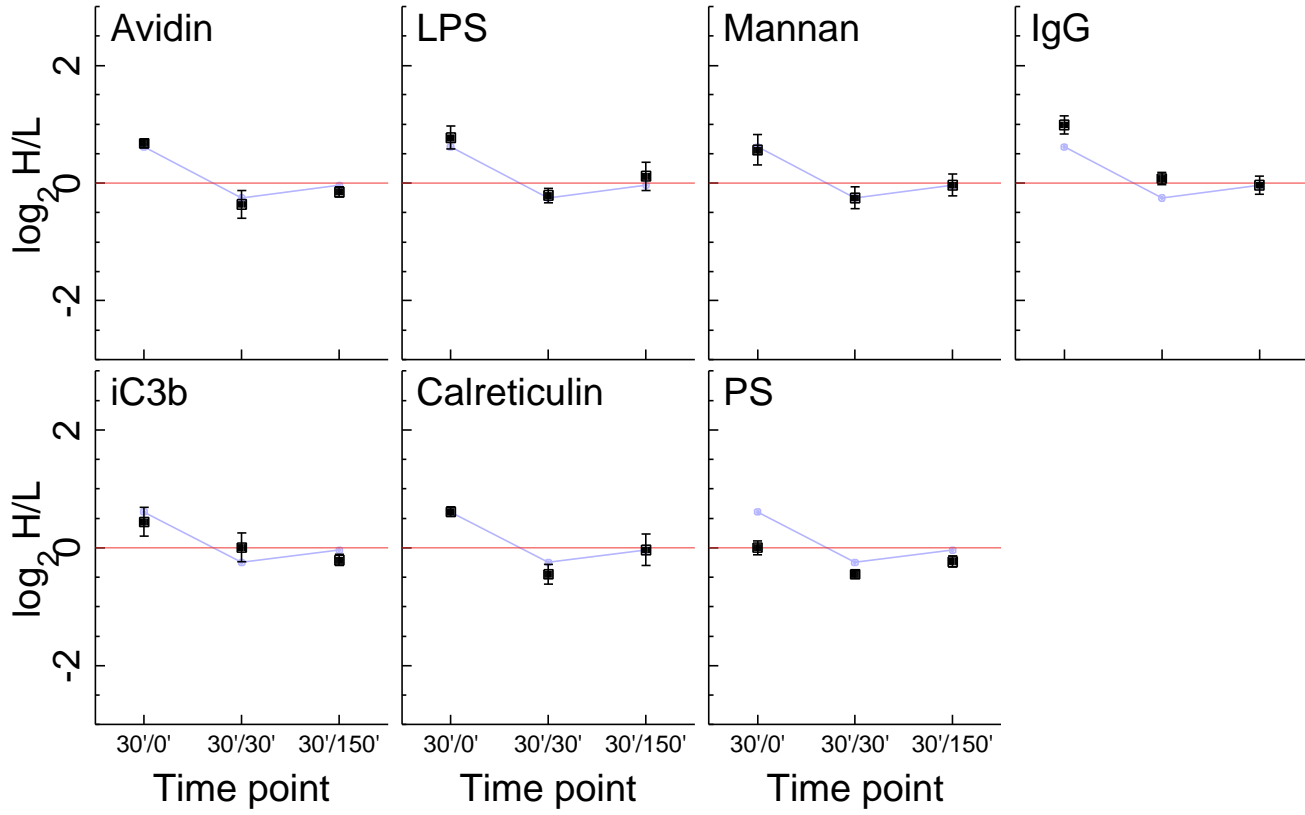 Avidin LPS Mannan IgG
2
0
-2
log2 H/L
iC3b Calreticulin PS
2
0
-2
log2 H/L
30'/0' 30'/30' 30'/150' 30'/0' 30'/30' 30'/150' 30'/0' 30'/30' 30'/150'
Time point Time point Time point